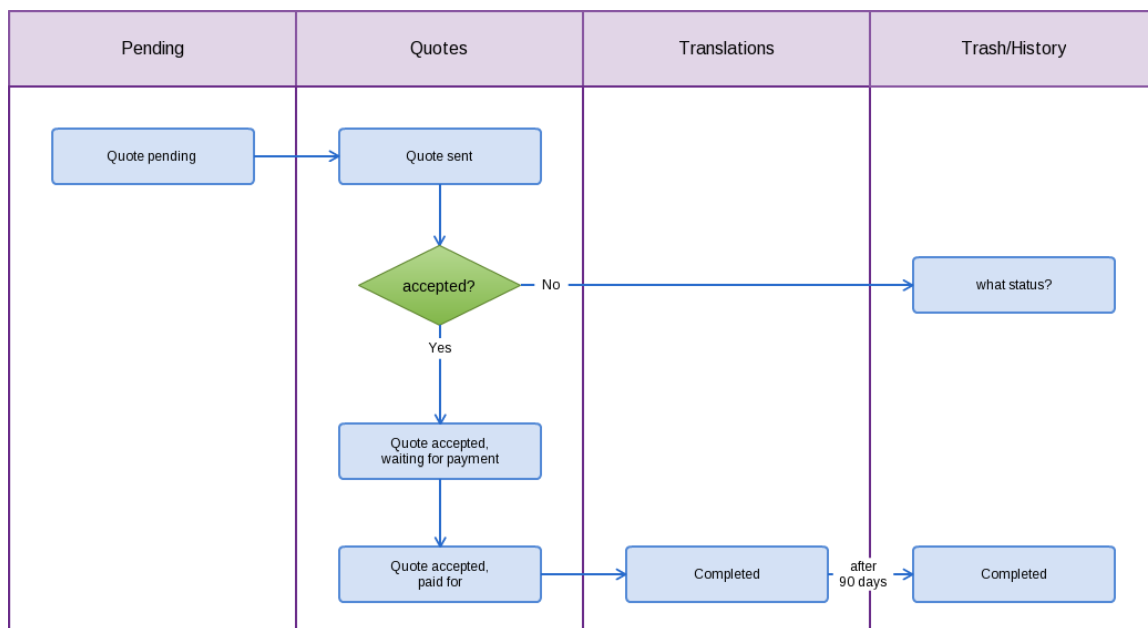 Pending
Quotes
Translations
Trash/History
Quote pending
Quote sent
accepted?
No
what status?
Yes
Quote accepted,
waiting for payment
Quote accepted,
paid for
Completed
after
90 days
Completed